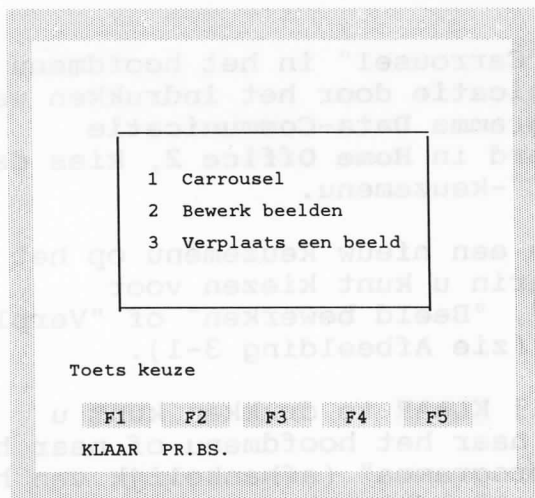 1 Carrousel
2 Bewerk beelden
3 Verplaats een beeld
Toets keuze
F1 F2 F3 F4 F5
KLAAR PR.BS.